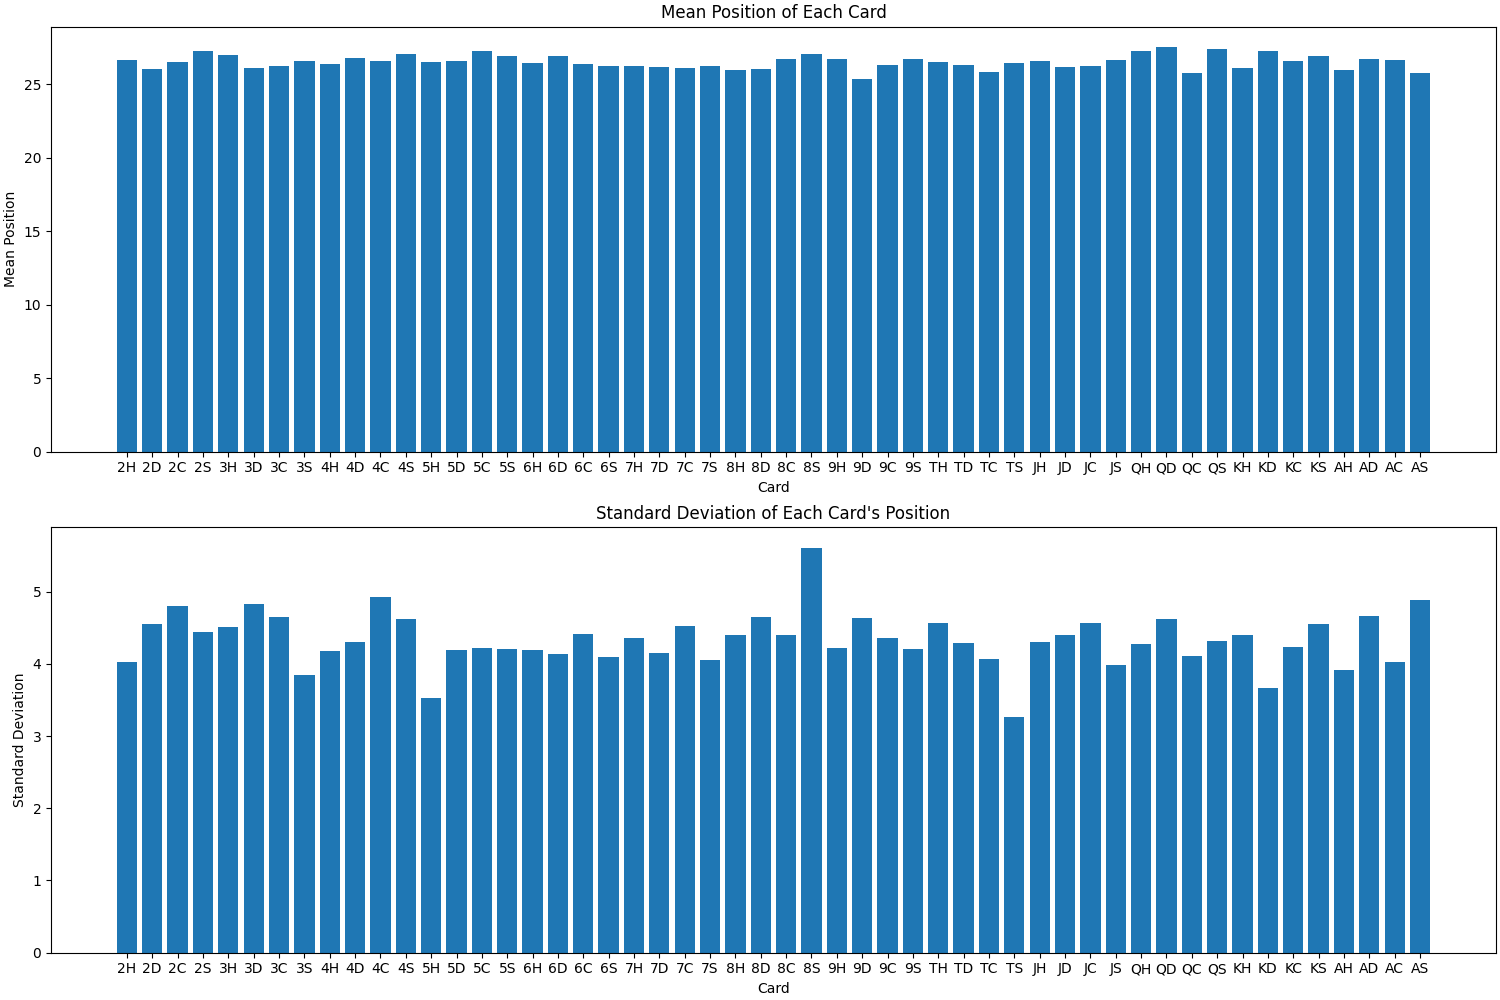 Mean Position of Each Card
Mean Position
25
20
15
10
5
0
2H 2D 2C 2S 3H 3D 3C 3S 4H 4D 4C 4S 5H 5D 5C 5S 6H 6D 6C 6S 7H 7D 7C 7S 8H 8D 8C 8S 9H 9D 9C 9S TH TD TC TS JH JD JC JS QH QD QC QS KH KD KC KS AH AD AC AS
Card
Standard Deviation of Each Card's Position
Standard Deviation
5
4
3
2
1
0
2H 2D 2C 2S 3H 3D 3C 3S 4H 4D 4C 4S 5H 5D 5C 5S 6H 6D 6C 6S 7H 7D 7C 7S 8H 8D 8C 8S 9H 9D 9C 9S TH TD TC TS JH JD JC JS QH QD QC QS KH KD KC KS AH AD AC AS
Card